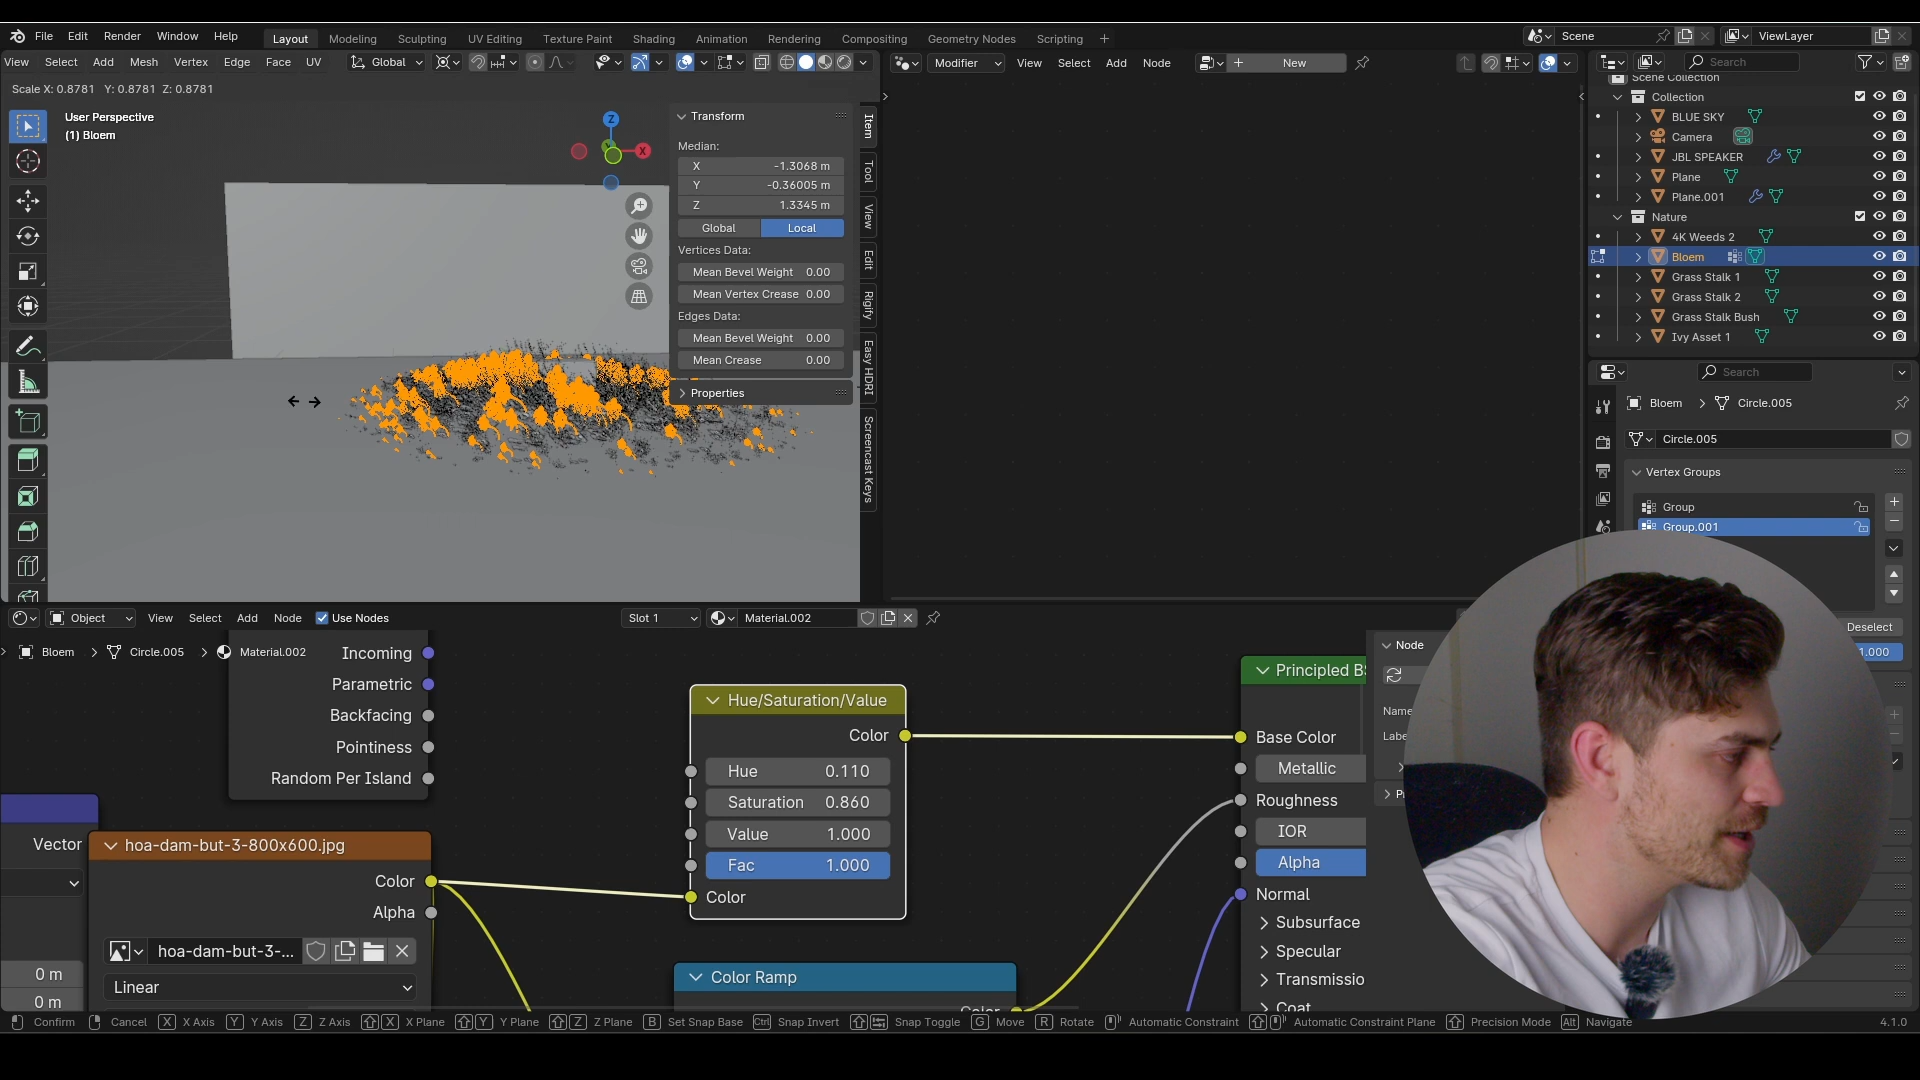 File Edit Render Window Help Layout Modeling Sculpting UV Editing Texture Paint Shading Animation Rendering Compositing Geometry Nodes Scripting + Scene ViewLayer
View Select Add Mesh Vertex Edge Face UV Global Modifier View Select Add Node New Search
Scale X: 0.8781 Y: 0.8781 Z: 0.8781
User Perspective
(1) Bloem
Z
X
Transform
Median:
X -1.3068 m
Y -0.36005 m
Z 1.3345 m
Global Local
Vertices Data:
Mean Bevel Weight 0.00
Mean Vertex Crease 0.00
Edges Data:
Mean Bevel Weight 0.00
Mean Crease 0.00
Properties
Item
Tool
View
Edit
Rigify
Easy HDRI
Screencast Keys
Scene Collection
Collection
BLUE SKY
Camera
JBL SPEAKER
Plane
Plane.001
Nature
4K Weeds 2
Bloem
Grass Stalk 1
Grass Stalk 2
Grass Stalk Bush
Ivy Asset 1
Search
Bloem Circle.005
Circle.005
Vertex Groups
Group
Group.001
Deselect
1.000
Object View Select Add Node Use Nodes Slot 1 Material.002
Bloem Circle.005 Material.002
Incoming
Parametric
Backfacing
Pointiness
Random Per Island
Vector
0 m
0 m
hoa-dam-but-3-800x600.jpg
Color
Alpha
hoa-dam-but-3-...
Linear
Hue/Saturation/Value
Color
Hue 0.110
Saturation 0.860
Value 1.000
Fac 1.000
Color
Color Ramp
Color
Principled BS
Base Color
Metallic
Roughness
IOR
Alpha
Normal
Subsurface
Specular
Transmissio
Coat
Node
Name
Labe
Confirm Cancel X X Axis Y Y Axis Z Z Axis X X Plane Y Y Plane Z Z Plane B Set Snap Base Ctrl Snap Invert Snap Toggle G Move R Rotate Automatic Constraint Automatic Constraint Plane Precision Mode Alt Navigate 4.1.0